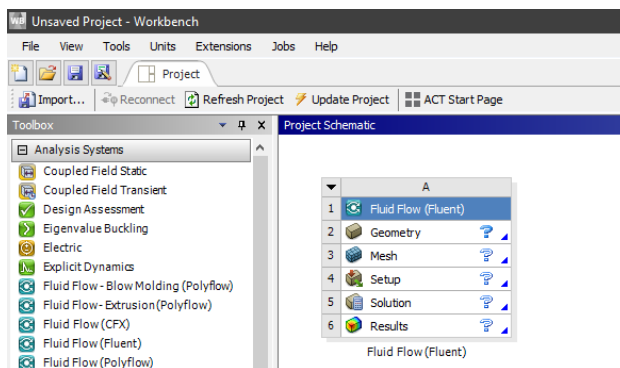 WB Unsaved Project - Workbench
File View Tools Units Extensions Jobs Help
Project
Import... Reconnect Refresh Project Update Project ACT Start Page
Toolbox
Project Schematic
Analysis Systems
Coupled Field Static
Coupled Field Transient
Design Assessment
Eigenvalue Buckling
Electric
Explicit Dynamics
Fluid Flow - Blow Molding (Polyflow)
Fluid Flow - Extrusion (Polyflow)
Fluid Flow (CFX)
Fluid Flow (Fluent)
Fluid Flow (Polyflow)
A
1 Fluid Flow (Fluent)
2 Geometry ?
3 Mesh ?
4 Setup ?
5 Solution ?
6 Results ?
Fluid Flow (Fluent)